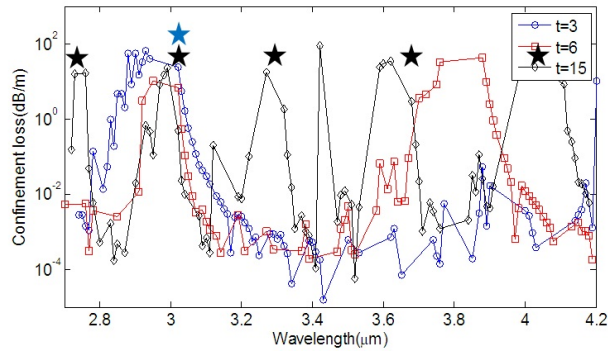 10²
10⁰
10⁻²
10⁻⁴
Confinement loss(dB/m)
t=3
t=6
t=15
2.8 3 3.2 3.4 3.6 3.8 4 4.2
Wavelength(μm)